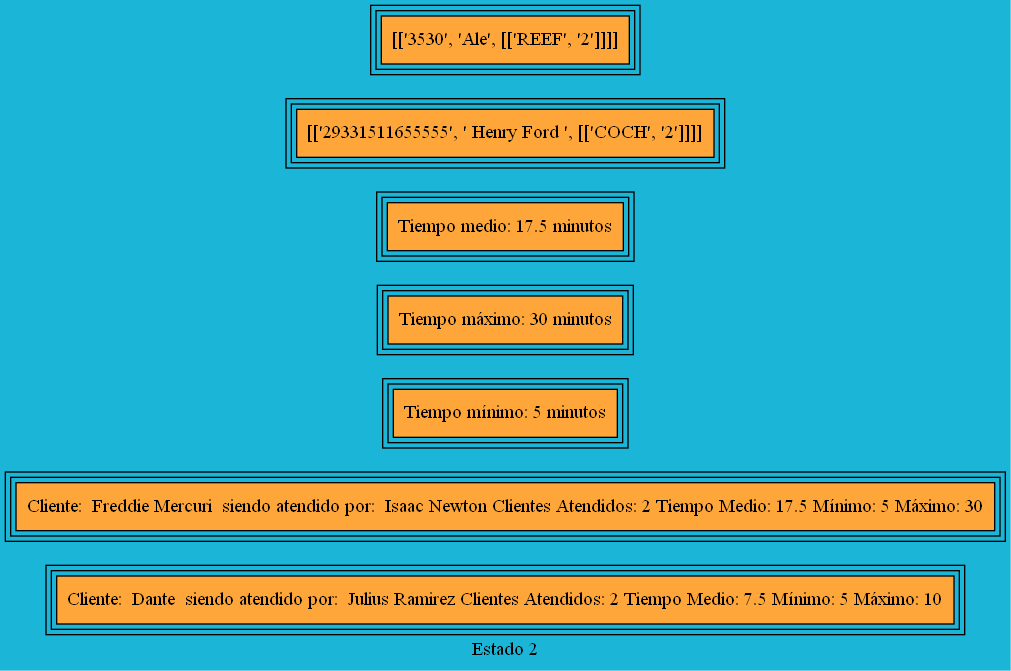 [['3530', 'Ale', [['REEF', '2']]]]
[['29331511655555', ' Henry Ford ', [['COCH', '2']]]]
Tiempo medio: 17.5 minutos
Tiempo máximo: 30 minutos
Tiempo mínimo: 5 minutos
Cliente:  Freddie Mercuri  siendo atendido por:  Isaac Newton Clientes Atendidos: 2 Tiempo Medio: 17.5 Mínimo: 5 Máximo: 30
Cliente:  Dante  siendo atendido por:  Julius Ramirez Clientes Atendidos: 2 Tiempo Medio: 7.5 Mínimo: 5 Máximo: 10
Estado 2